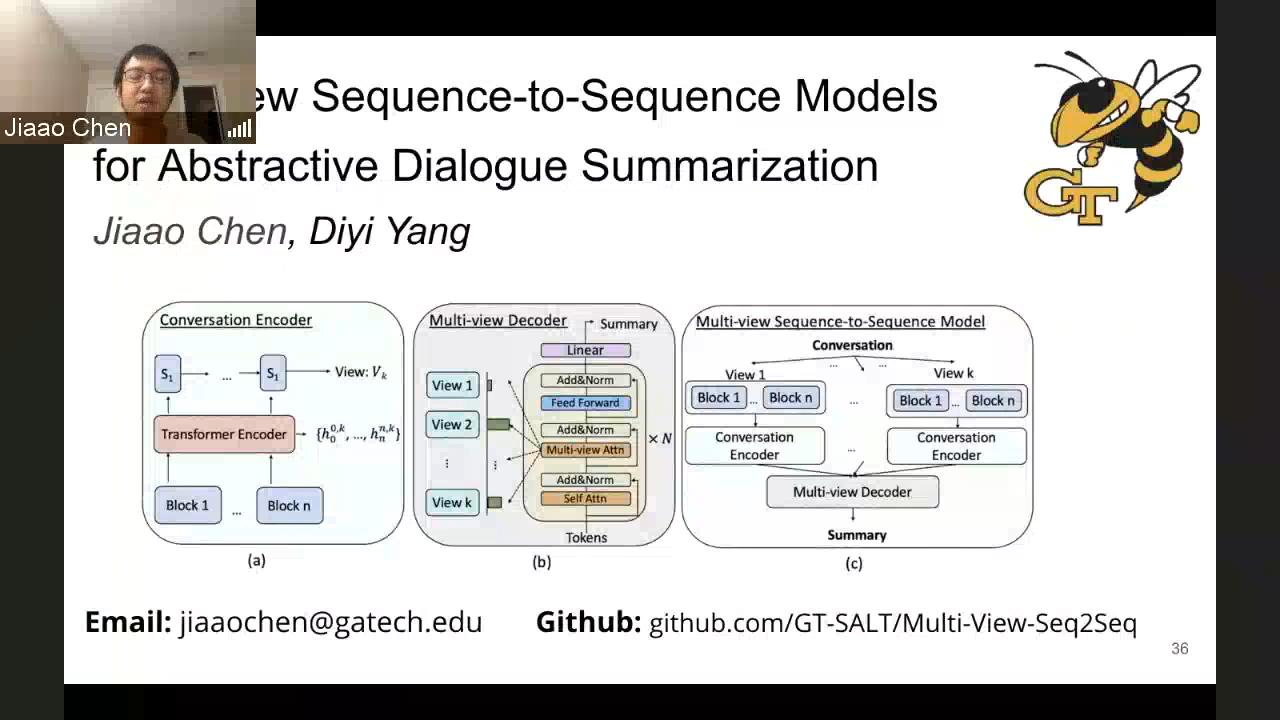 Jiaao Chen
ew Sequence-to-Sequence Models
for Abstractive Dialogue Summarization
Jiaao Chen, Diyi Yang
GT
Conversation Encoder
S1
...
S1
View: Vk
Transformer Encoder
{h0^{0,k}, ..., hn^{n,k}}
Block 1
...
Block n
(a)
Multi-view Decoder
Summary
Linear
View 1
Add&Norm
Feed Forward
View 2
Add&Norm
× N
Multi-view Attn
Add&Norm
View k
Self Attn
Tokens
(b)
Multi-view Sequence-to-Sequence Model
Conversation
... ...
View 1
View k
Block 1 ... Block n
...
Block 1 ... Block n
Conversation
Encoder
...
Conversation
Encoder
Multi-view Decoder
Summary
(c)
Email: jiaaochen@gatech.edu
Github: github.com/GT-SALT/Multi-View-Seq2Seq
36